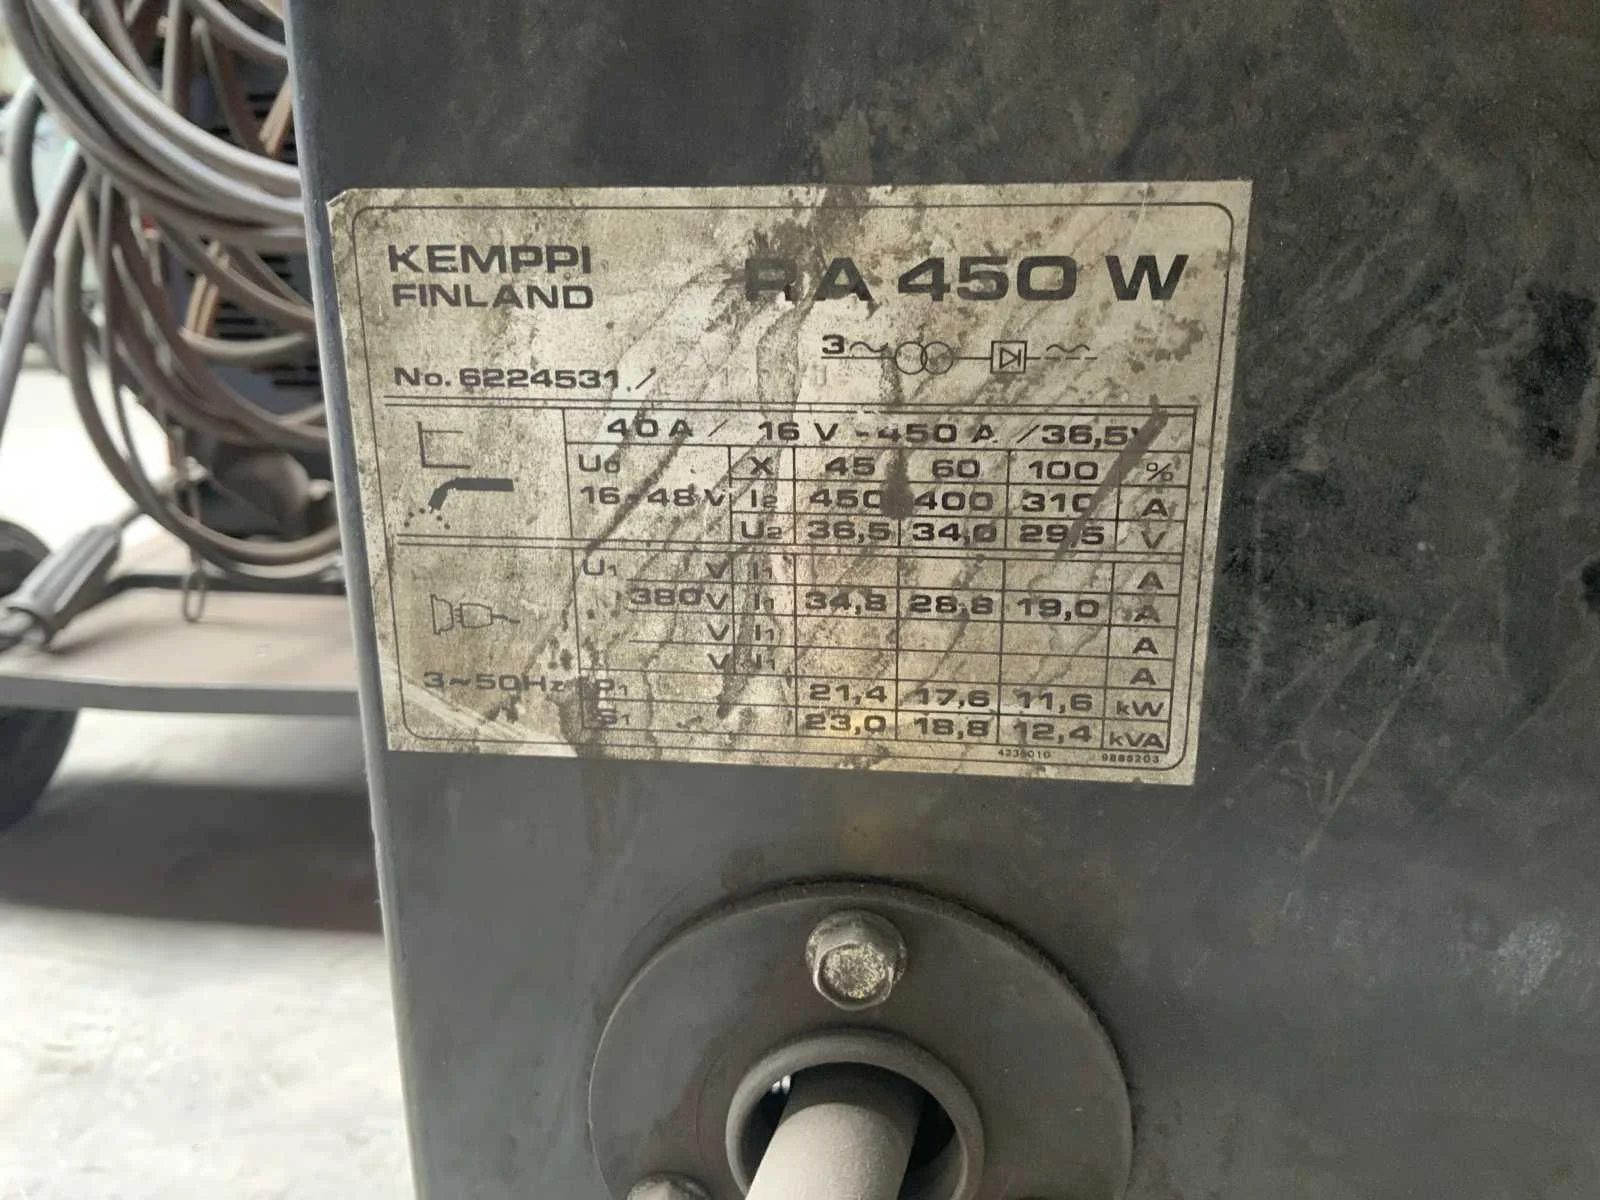 KEMPPI
FINLAND
RA 450 W
3~
No. 6224531 /
40 A / 16 V - 450 A / 36,5 V
U0 X 45 60 100 %
16-48 V I2 450 400 310 A
U2 36,5 34,0 29,5 V
U1 V I1 A
380 V I1 34,8 28,8 19,0 A
V I1 A
V I1 A
3~50Hz P1 21,4 17,6 11,6 kW
S1 23,0 18,8 12,4 kVA